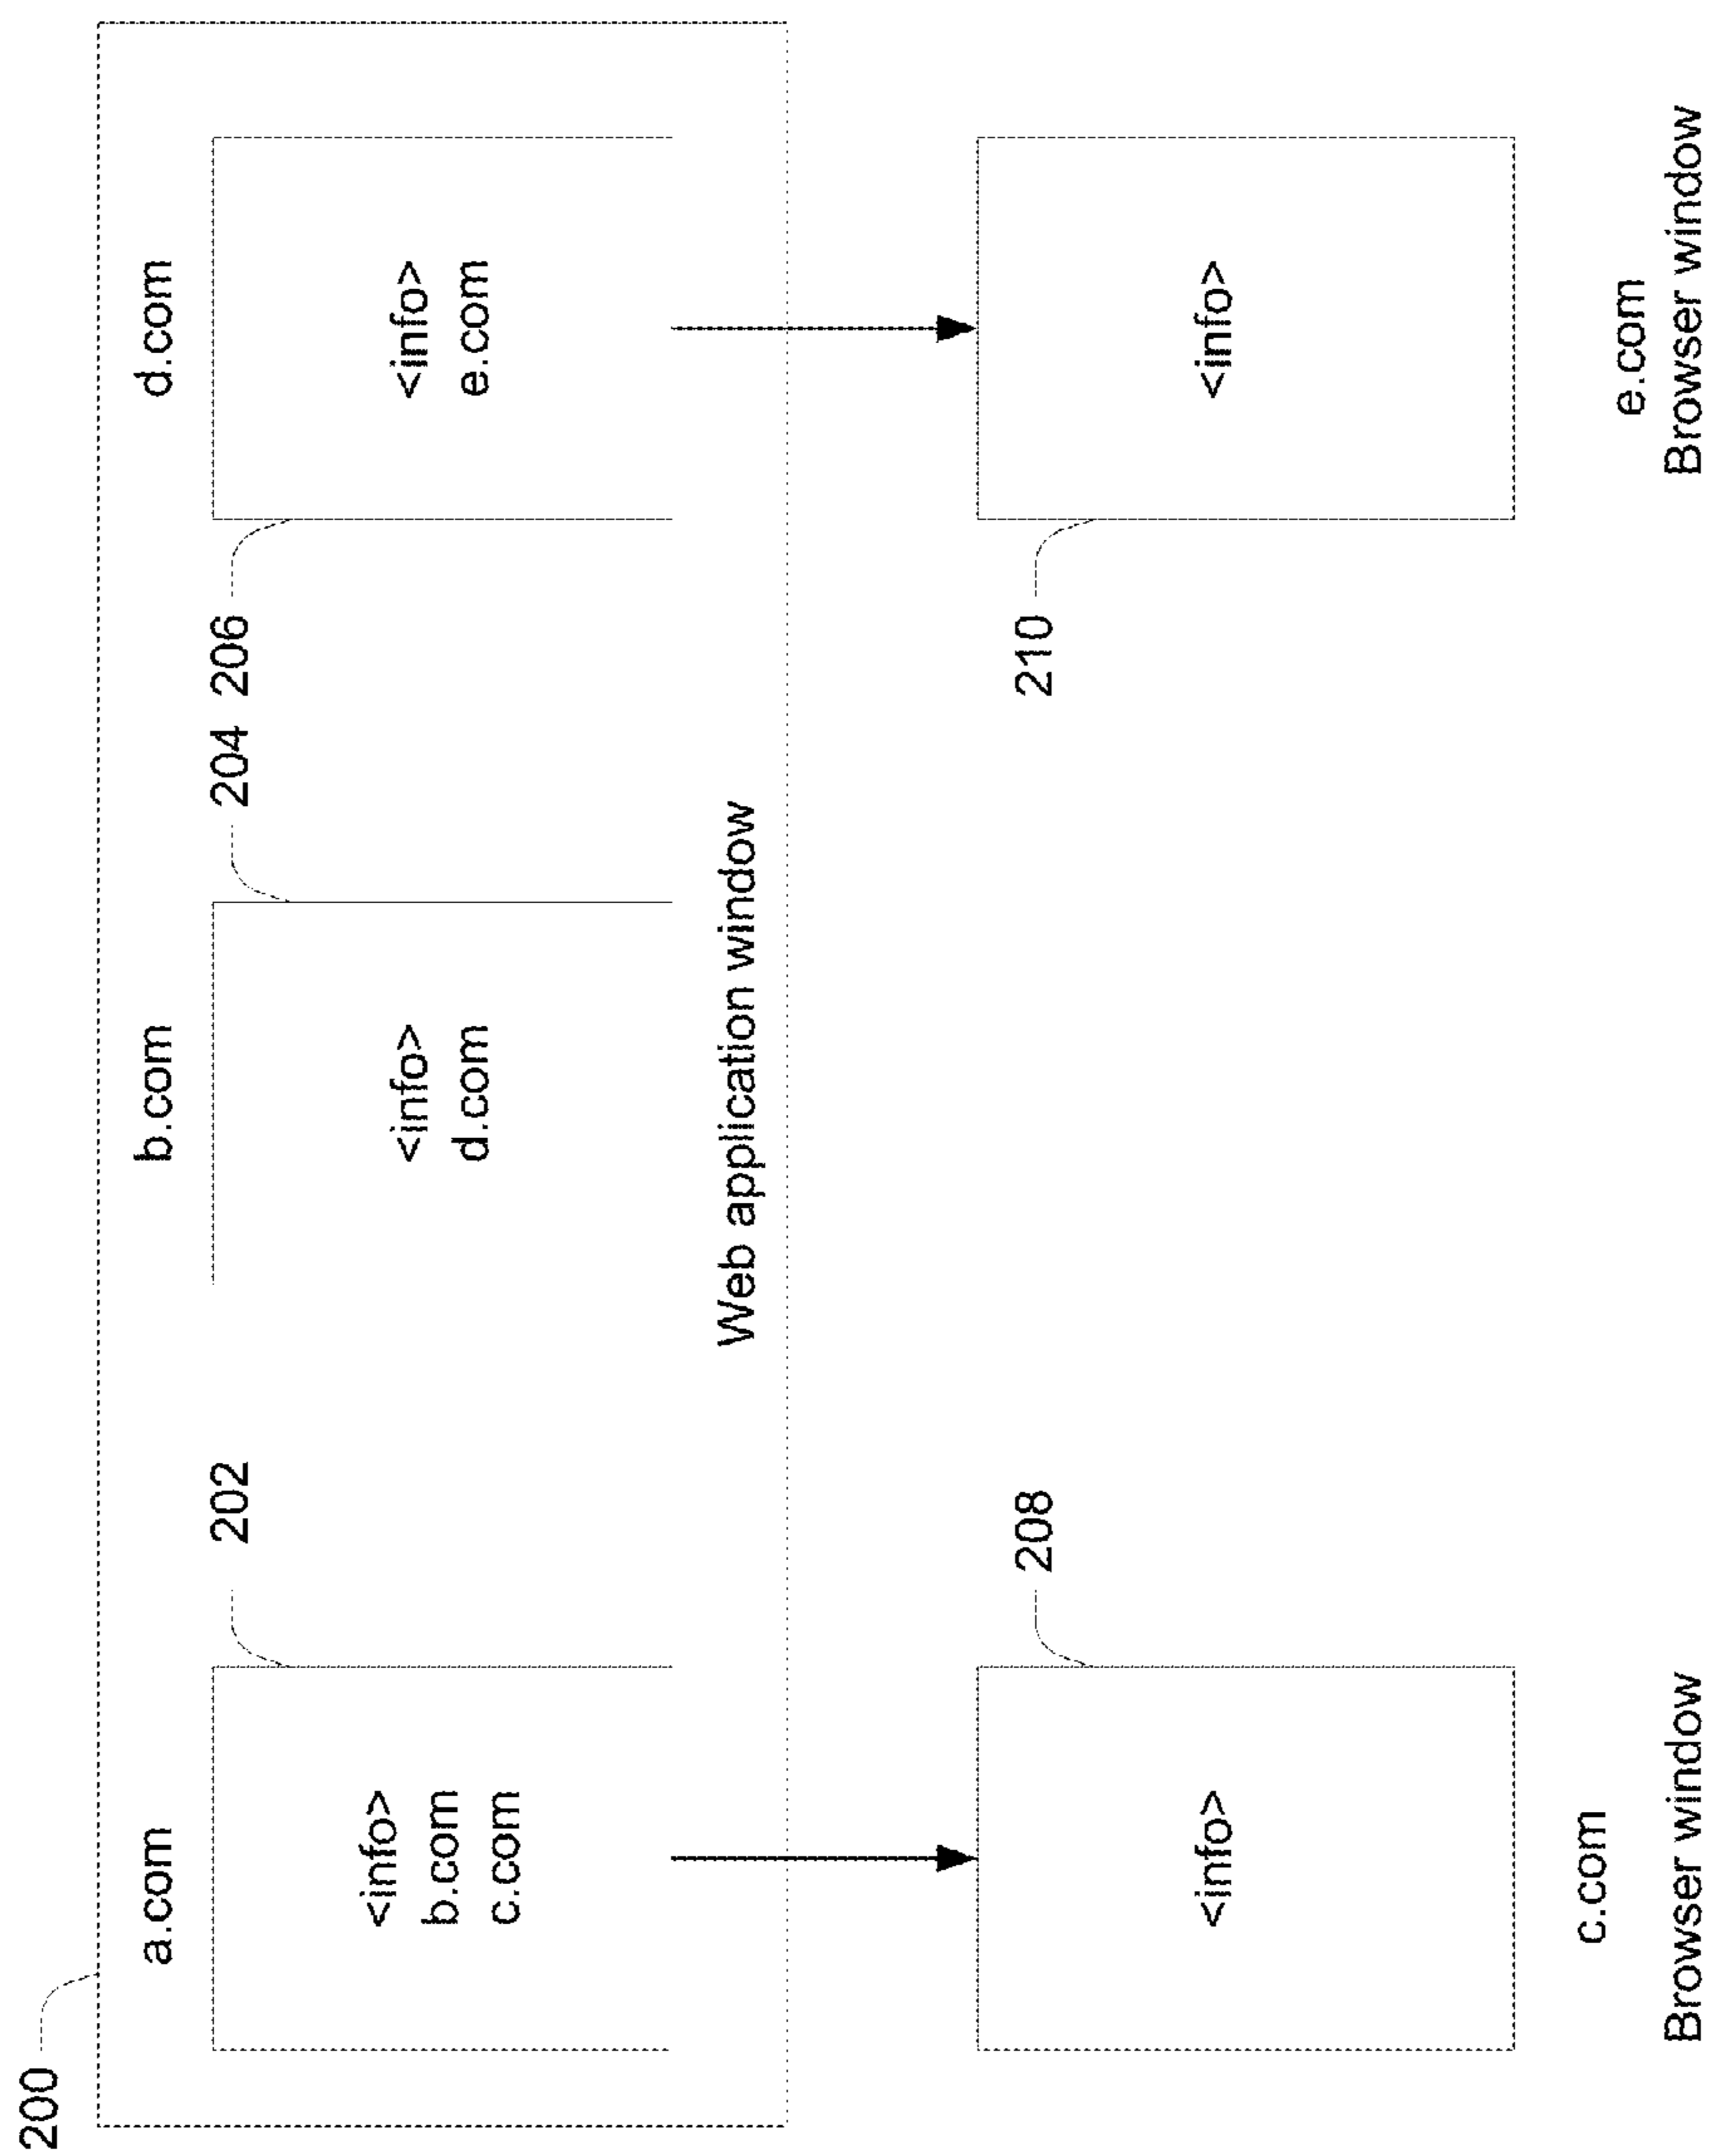 200
a.com
b.com
d.com
202
204
206
<info>
b.com
c.com
<info>
d.com
<info>
e.com
Web application window
208
210
<info>
<info>
c.com
Browser window
e.com
Browser window